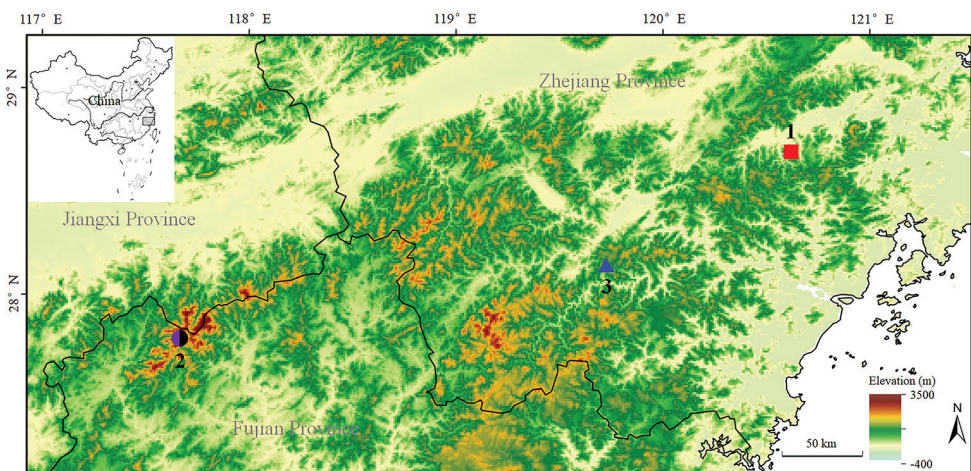 117° E
118° E
119° E
120° E
121° E
29° N
28° N
China
Zhejiang Province
Jiangxi Province
Fujian Province
1
2
3
Elevation (m)
3500
-400
N
50 km